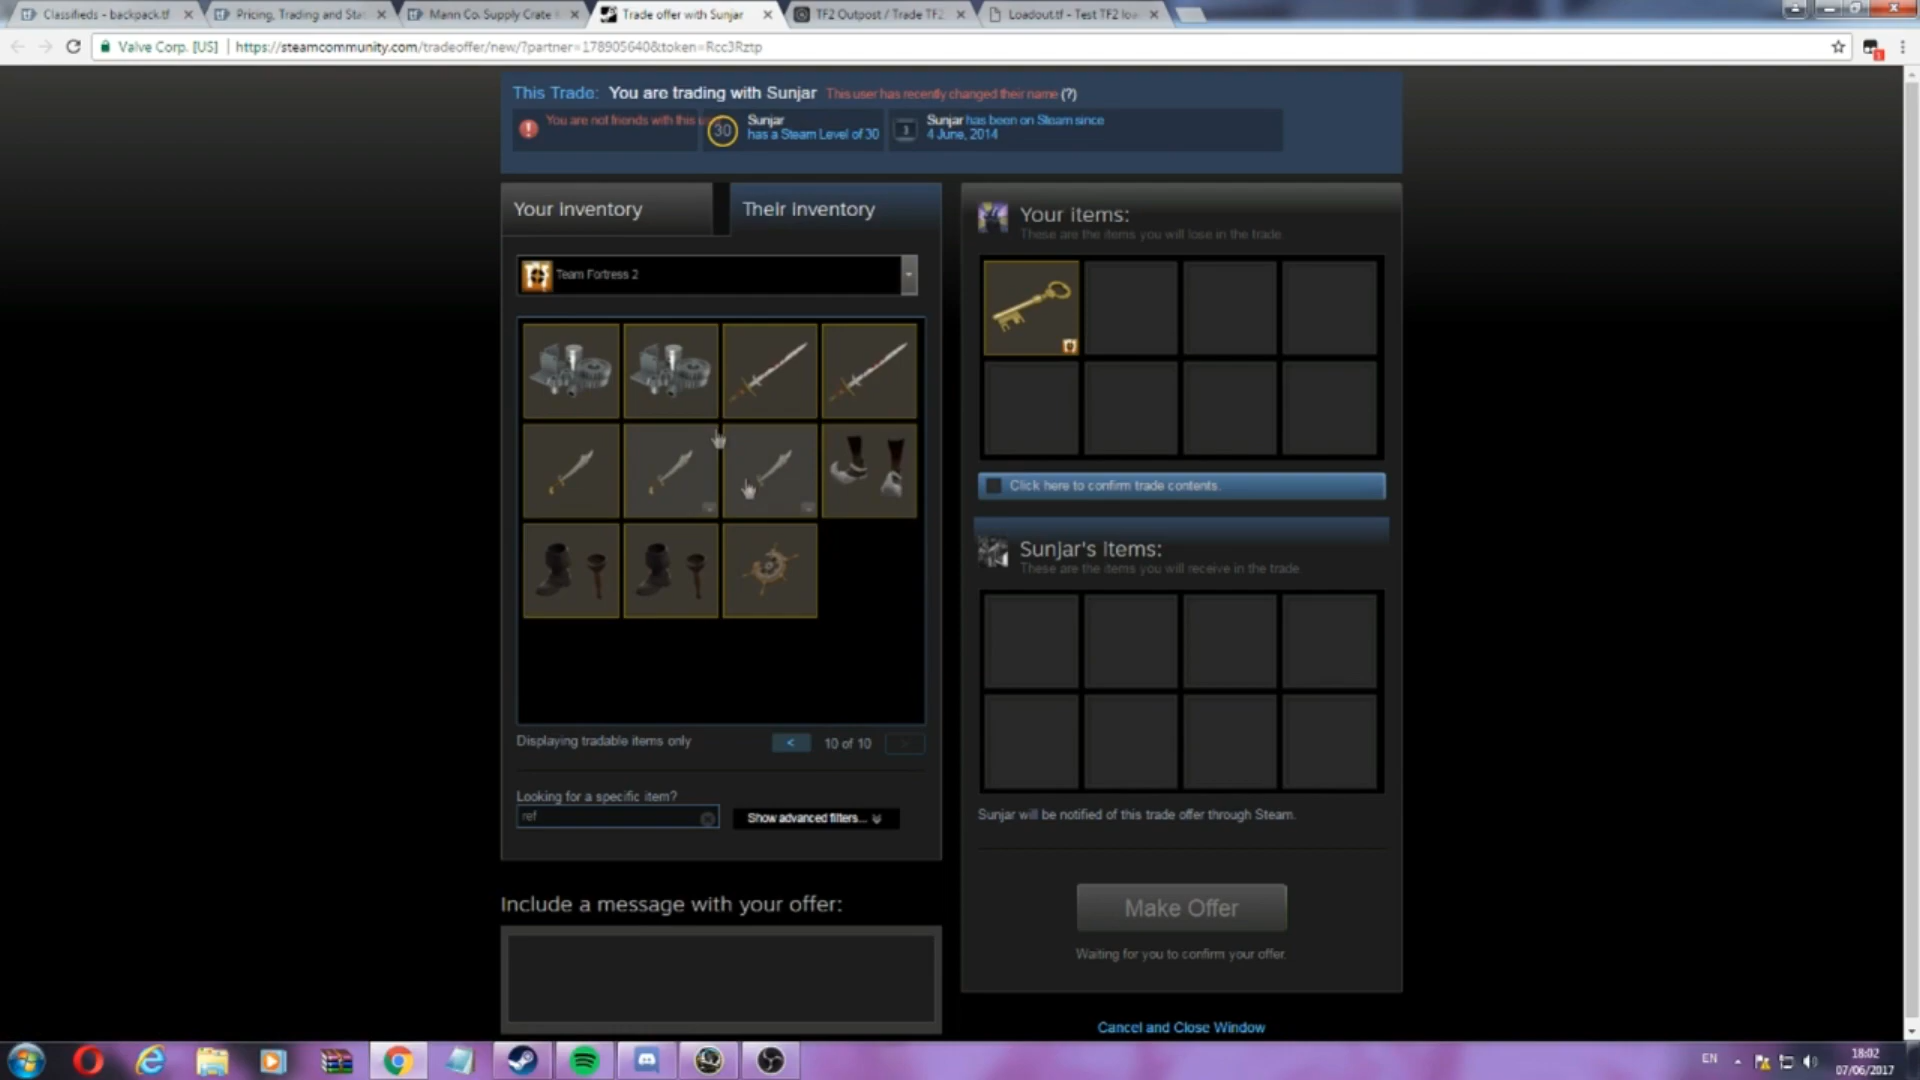 Classifieds - backpack.tf
Pricing, Trading and Sta
Mann Co. Supply Crate
Trade offer with Sunjar
TF2 Outpost / Trade TF2
Loadout.tf - Test TF2 loa
Valve Corp. [US] | https://steamcommunity.com/tradeoffer/new/?partner=178905640&token=Rcc3Rztp
This Trade: You are trading with Sunjar This user has recently changed their name (?)
You are not friends with this
30
Sunjar
has a Steam Level of 30
3
Sunjar has been on Steam since
4 June, 2014
Your inventory
Their inventory
Team Fortress 2
Displaying tradable items only
< 10 of 10 >
Looking for a specific item?
ref
Show advanced filters...
Include a message with your offer:
Your items:
These are the items you will lose in the trade.
Click here to confirm trade contents.
Sunjar's items:
These are the items you will receive in the trade.
Sunjar will be notified of this trade offer through Steam.
Make Offer
Waiting for you to confirm your offer.
Cancel and Close Window
EN
18:02
07/06/2017